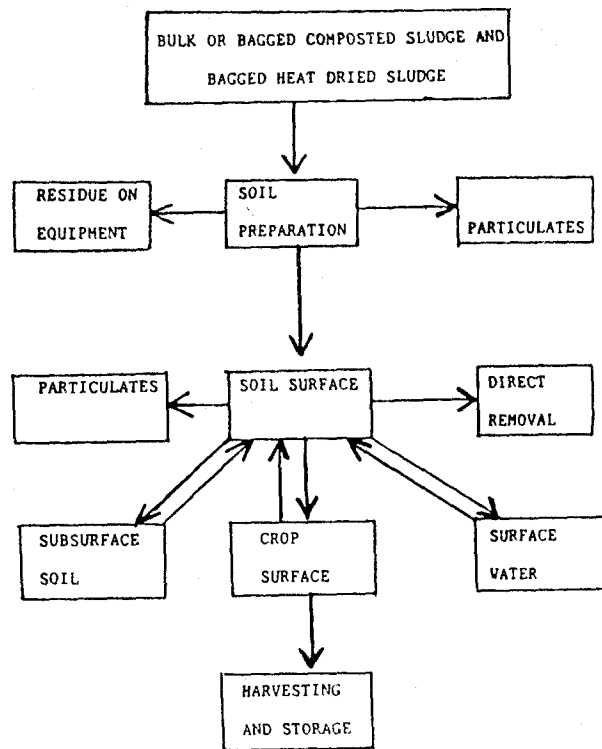 BULK OR BAGGED COMPOSTED SLUDGE AND
BAGGED HEAT DRIED SLUDGE
RESIDUE ON
EQUIPMENT
SOIL
PREPARATION
PARTICULATES
PARTICULATES
SOIL SURFACE
DIRECT
REMOVAL
SUBSURFACE
SOIL
CROP
SURFACE
SURFACE
WATER
HARVESTING
AND STORAGE